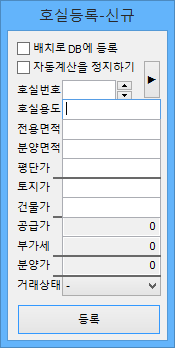 호실등록-신규
배치로 DB에 등록
자동계산을 정지하기
호실번호
호실용도
전용면적
분양면적
평단가
토지가
건물가
공급가 0
부가세 0
분양가 0
거래상태 -
등록